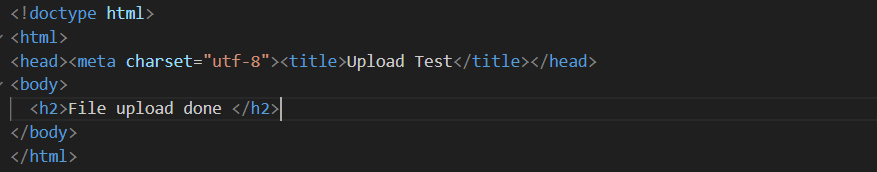 <!doctype html>
<html>
<head><meta charset="utf-8"><title>Upload Test</title></head>
<body>
  <h2>File upload done </h2>
</body>
</html>